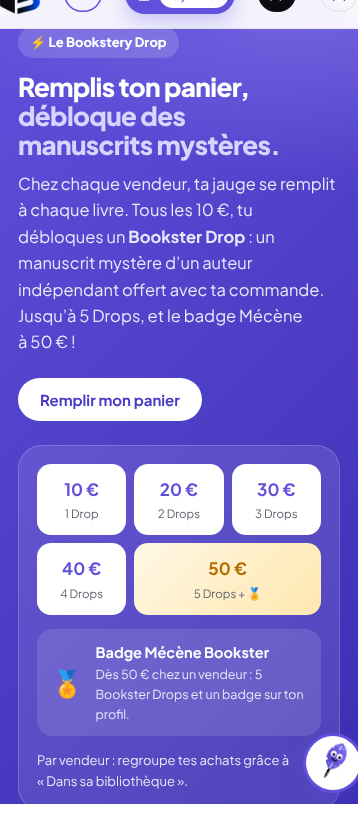 ⚡ Le Bookstery Drop
Remplis ton panier,
débloque des
manuscrits mystères.
Chez chaque vendeur, ta jauge se remplit
à chaque livre. Tous les 10 €, tu
débloques un Bookster Drop : un
manuscrit mystère d’un auteur
indépendant offert avec ta commande.
Jusqu’à 5 Drops, et le badge Mécène
à 50 € !
Remplir mon panier
10 €
1 Drop
20 €
2 Drops
30 €
3 Drops
40 €
4 Drops
50 €
5 Drops + 🏅
Badge Mécène Bookster
Dès 50 € chez un vendeur : 5
Bookster Drops et un badge sur ton
profil.
Par vendeur : regroupe tes achats grâce à
« Dans sa bibliothèque ».